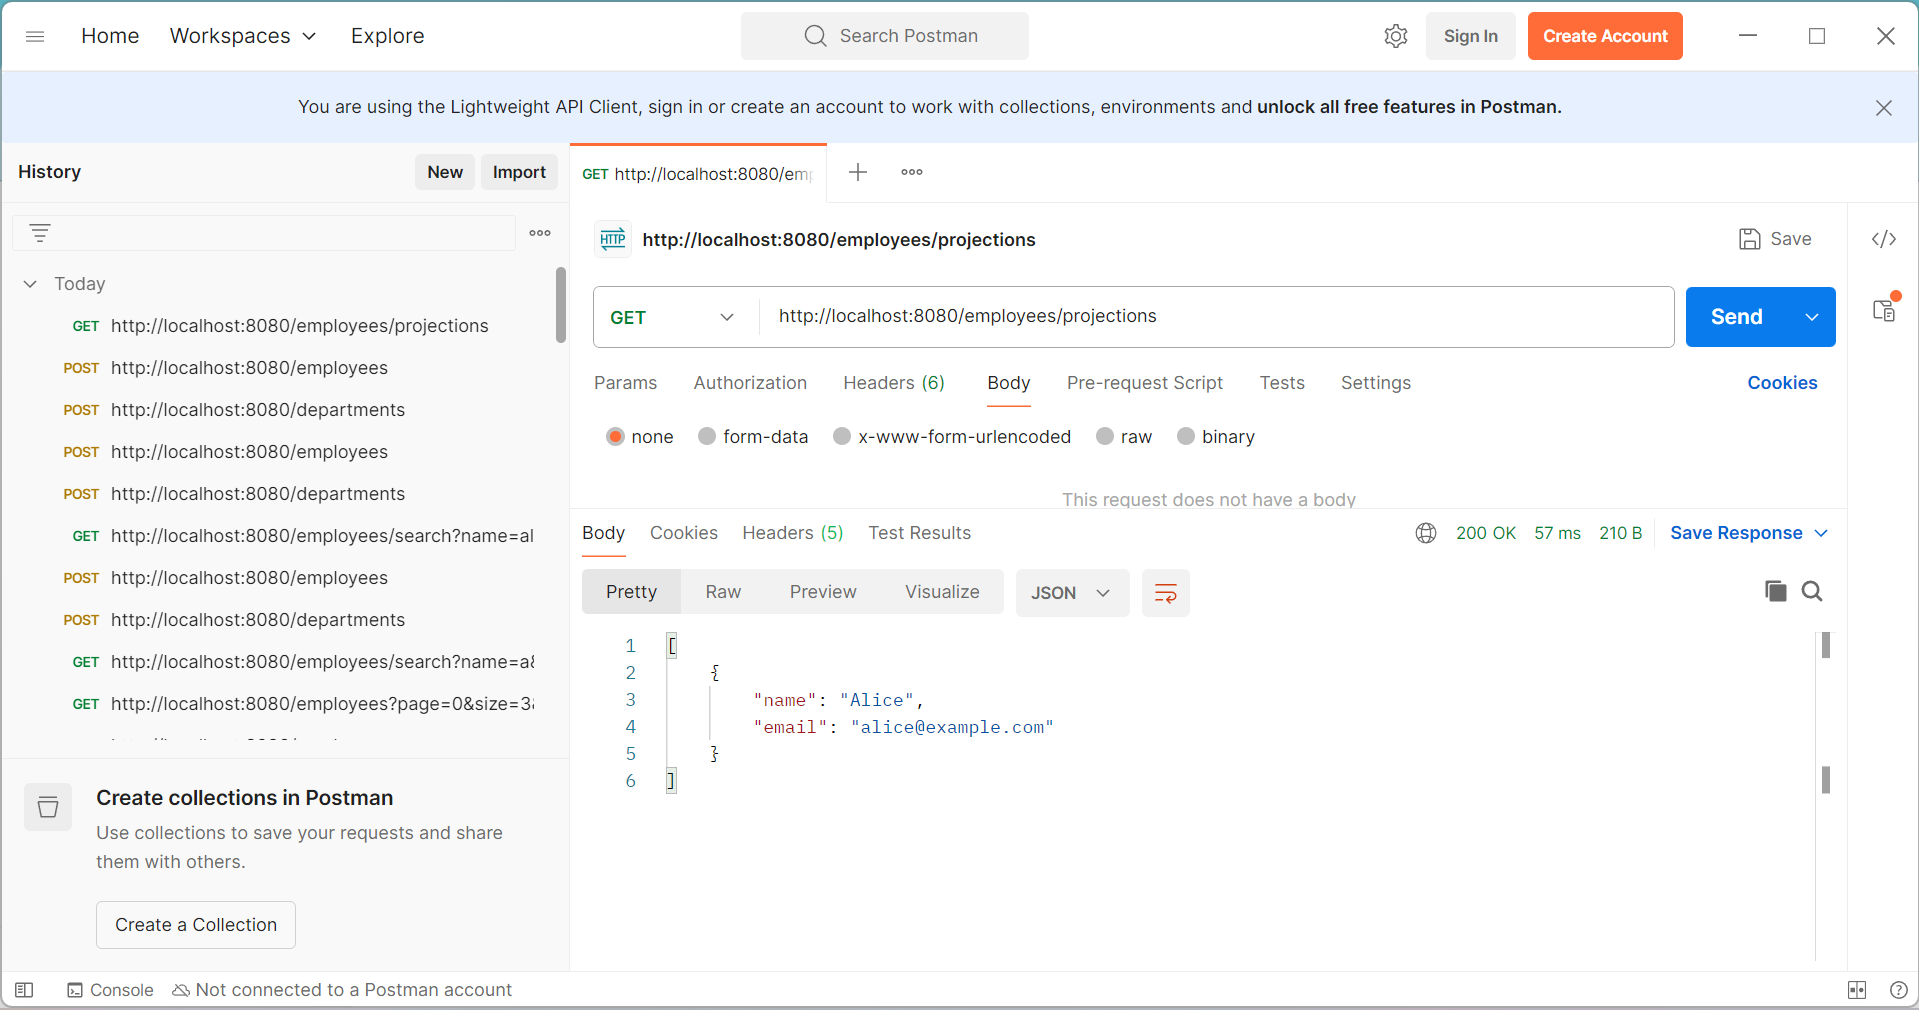 Home Workspaces Explore Search Postman Sign In Create Account
You are using the Lightweight API Client, sign in or create an account to work with collections, environments and unlock all free features in Postman.
History New Import
GET http://localhost:8080/emp
http://localhost:8080/employees/projections Save
GET http://localhost:8080/employees/projections Send
Params Authorization Headers (6) Body Pre-request Script Tests Settings Cookies
none form-data x-www-form-urlencoded raw binary
This request does not have a body
Today
GET http://localhost:8080/employees/projections
POST http://localhost:8080/employees
POST http://localhost:8080/departments
POST http://localhost:8080/employees
POST http://localhost:8080/departments
GET http://localhost:8080/employees/search?name=al
POST http://localhost:8080/employees
POST http://localhost:8080/departments
GET http://localhost:8080/employees/search?name=a&
GET http://localhost:8080/employees?page=0&size=3&
Create collections in Postman
Use collections to save your requests and share
them with others.
Create a Collection
Body Cookies Headers (5) Test Results 200 OK 57 ms 210 B Save Response
Pretty Raw Preview Visualize JSON
1 [
2 {
3 "name": "Alice",
4 "email": "alice@example.com"
5 }
6 ]
Console Not connected to a Postman account